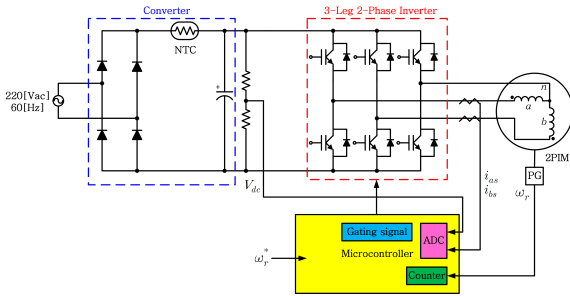 Converter
3-Leg 2-Phase Inverter
NTC
220[Vac]
60[Hz]
+
n
a
b
2PIM
PG
V_dc
i_as
i_bs
ω_r
Gating signal
ADC
Microcontroller
ω_r^*
Counter